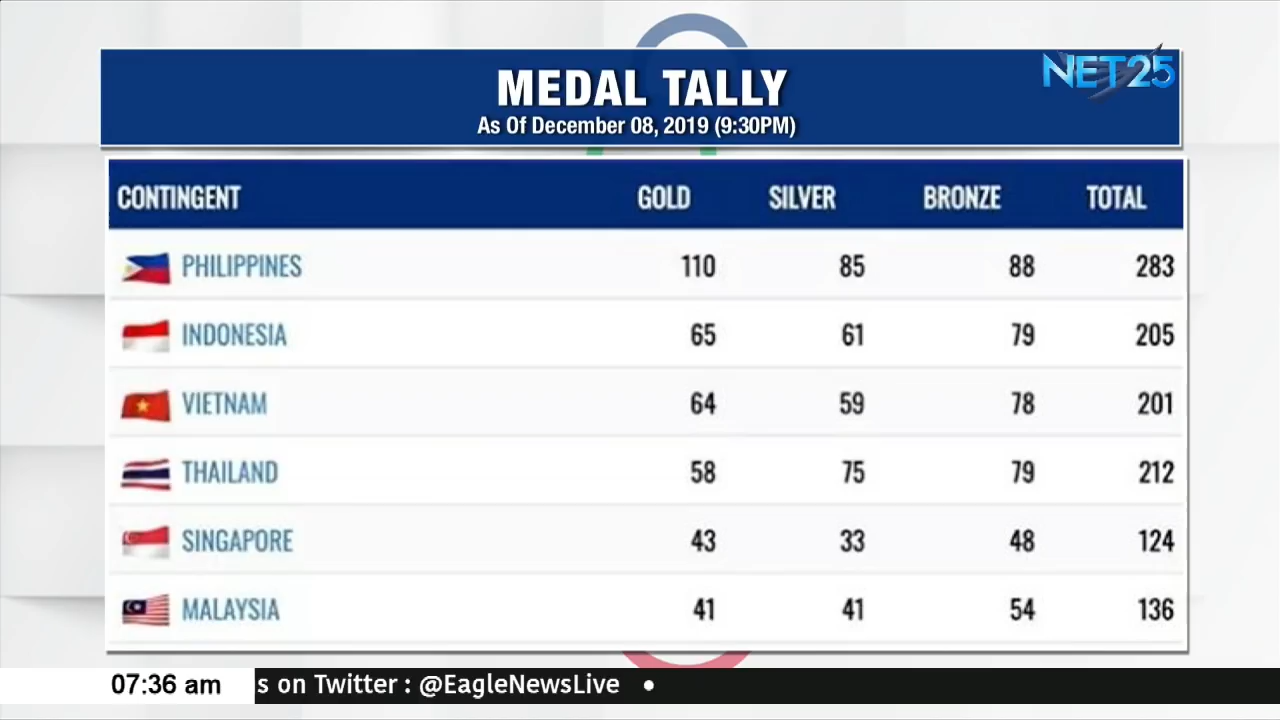 MEDAL TALLY
As Of December 08, 2019 (9:30PM)
NET25
CONTINGENT GOLD SILVER BRONZE TOTAL
PHILIPPINES 110 85 88 283
INDONESIA 65 61 79 205
VIETNAM 64 59 78 201
THAILAND 58 75 79 212
SINGAPORE 43 33 48 124
MALAYSIA 41 41 54 136
07:36 am s on Twitter : @EagleNewsLive •